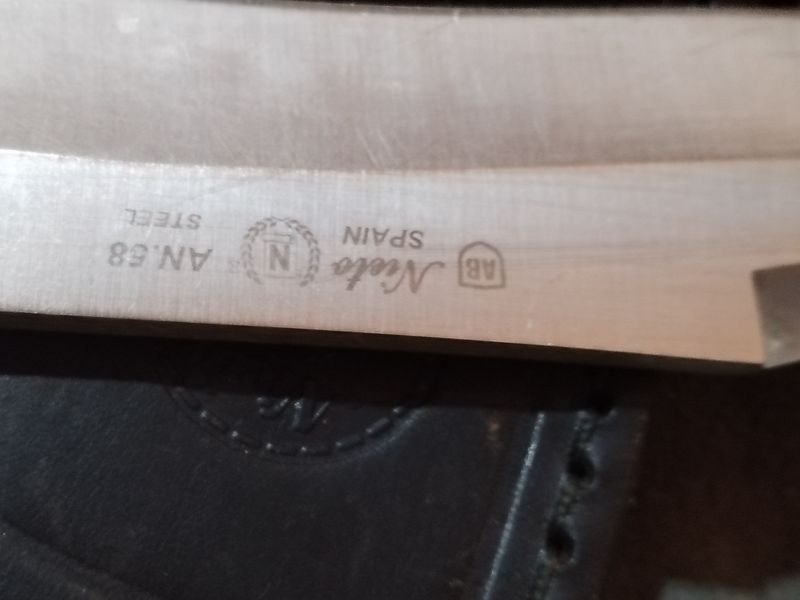 AB
Nieto
SPAIN
N
AN.58
STEEL